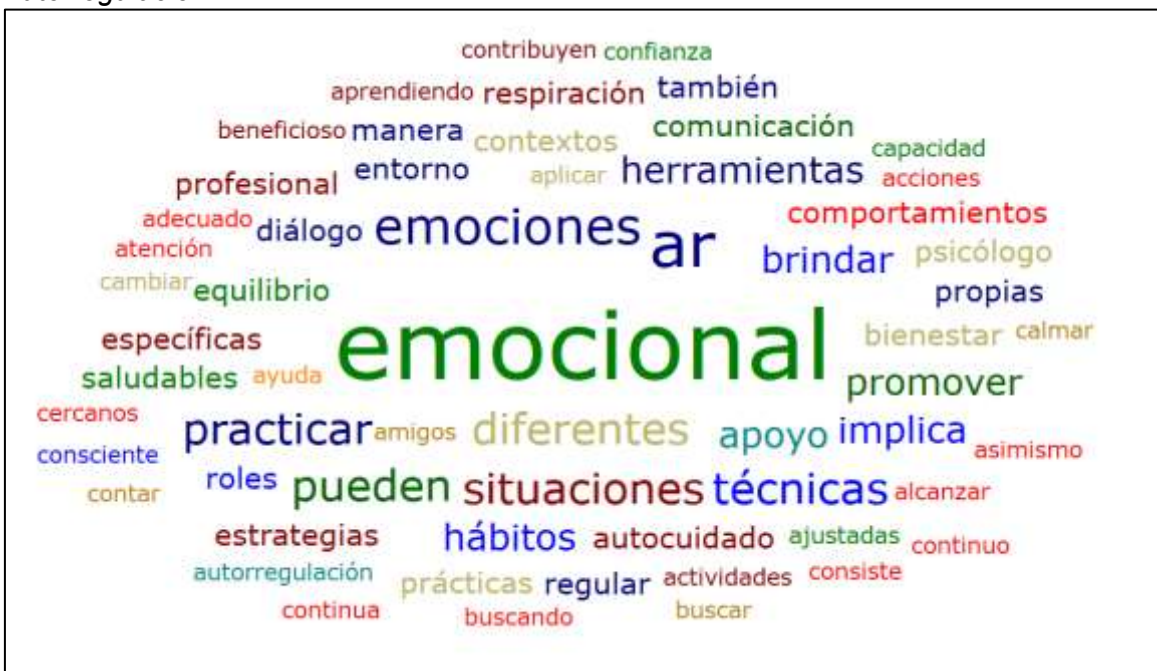 contribuyen confianza
aprendiendo respiración también
beneficioso manera contextos comunicación
capacidad
profesional entorno aplicar herramientas acciones
adecuado diálogo emociones ar comportamientos
atención brindar psicólogo
cambiar equilibrio propias
específicas emocional bienestar calmar
saludables ayuda promover
cercanos practicar amigos diferentes apoyo implica
consciente asimismo
contar roles pueden situaciones técnicas alcanzar
estrategias hábitos autocuidado ajustadas continuo
autorregulación prácticas regular actividades consiste
continua buscando buscar